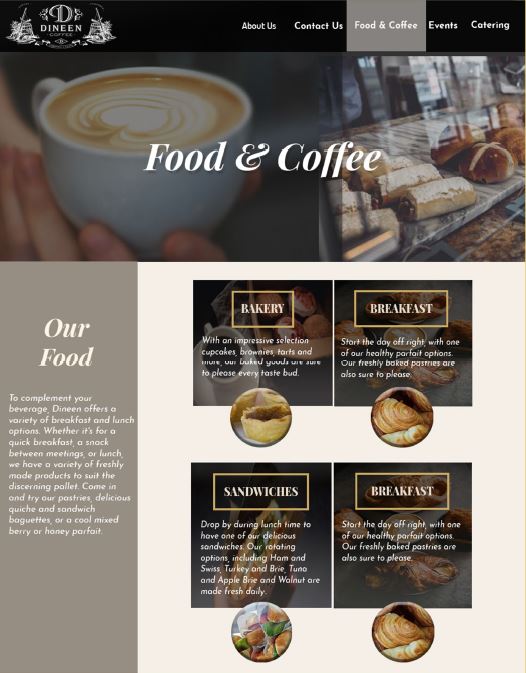 DINEEN
COFFEE
About Us
Contact Us
Food & Coffee
Events
Catering
Food & Coffee
Our
Food
To complement your
beverage, Dineen offers a
variety of breakfast and lunch
options. Whether it's for a
quick breakfast, a snack
between meetings, or lunch,
we have a variety of freshly
made products to suit the
discerning pallet. Come in
and try our pastries, delicious
quiche and sandwich
baguettes, or a cool mixed
berry or honey parfait.
BAKERY
With an impressive selection
cupcakes, brownies, tarts and
more, our baked goods are sure
to please every taste bud.
BREAKFAST
Start the day off right, with one
of our healthy parfait options.
Our freshly baked pastries are
also sure to please.
SANDWICHES
Drop by during lunch time to
have one of our delicious
sandwiches. Our rotating
options, including Ham and
Swiss, Turkey and Brie, Tuna
and Apple Brie and Walnut are
made fresh daily.
BREAKFAST
Start the day off right, with one
of our healthy parfait options.
Our freshly baked pastries are
also sure to please.